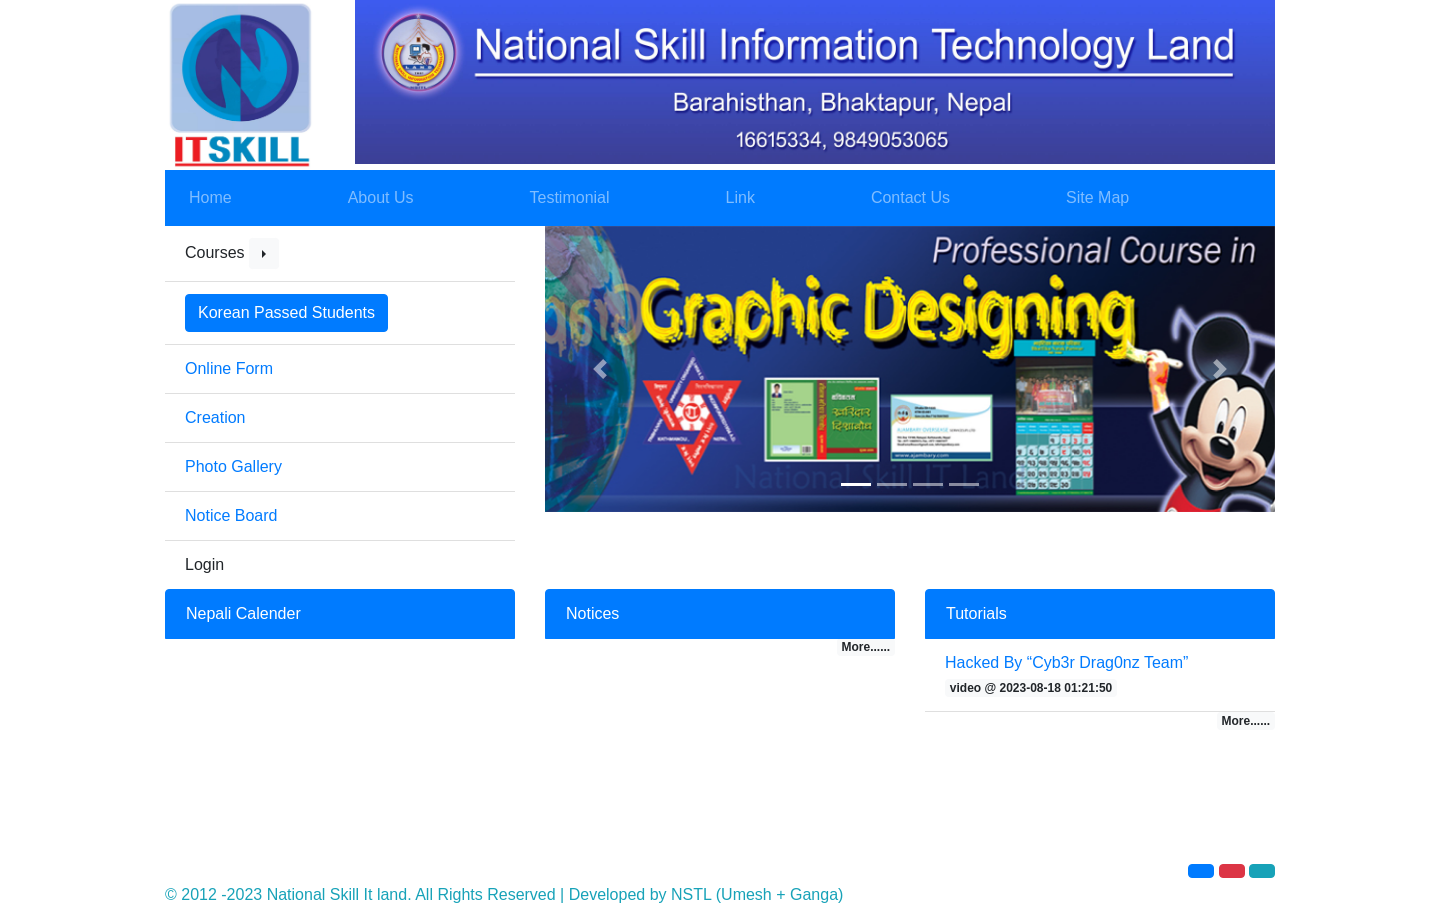 ITSKILL
National Skill Information Technology Land
Barahisthan, Bhaktapur, Nepal
16615334, 9849053065
Home About Us Testimonial Link Contact Us Site Map
Courses
Korean Passed Students
Online Form
Creation
Photo Gallery
Notice Board
Login
Professional Course in
Graphic Designing
National Skill IT Land
Nepali Calender
Notices
More......
Tutorials
Hacked By “Cyb3r Drag0nz Team”
video @ 2023-08-18 01:21:50
More......
© 2012 -2023 National Skill It land. All Rights Reserved | Developed by NSTL (Umesh + Ganga)